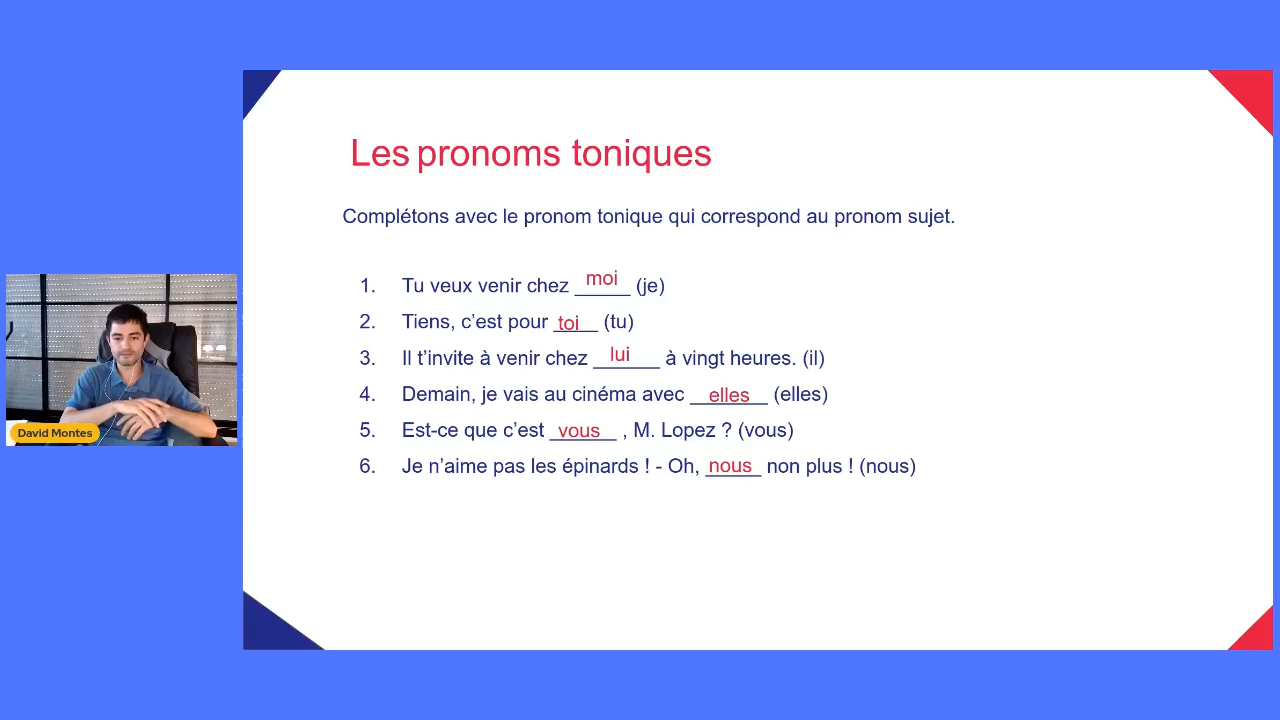 Les pronoms toniques
Complétons avec le pronom tonique qui correspond au pronom sujet.
1. Tu veux venir chez moi (je)
2. Tiens, c’est pour toi (tu)
3. Il t’invite à venir chez lui à vingt heures. (il)
4. Demain, je vais au cinéma avec elles (elles)
5. Est-ce que c’est vous , M. Lopez ? (vous)
6. Je n’aime pas les épinards ! - Oh, nous non plus ! (nous)
David Montes